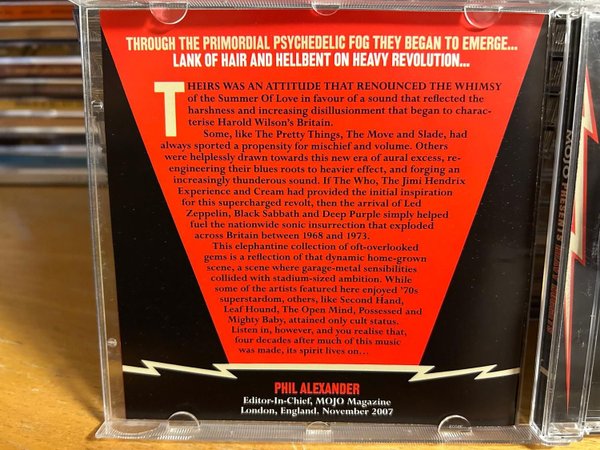 THROUGH THE PRIMORDIAL PSYCHEDELIC FOG THEY BEGAN TO EMERGE...
LANK OF HAIR AND HELLBENT ON HEAVY REVOLUTION...
THEIRS WAS AN ATTITUDE THAT RENOUNCED THE WHIMSY
of the Summer Of Love in favour of a sound that reflected the
harshness and increasing disillusionment that began to charac-
terise Harold Wilson's Britain.
Some, like The Pretty Things, The Move and Slade, had
always sported a propensity for mischief and volume. Others
were helplessly drawn towards this new era of aural excess, re-
engineering their blues roots to heavier effect, and forging an
increasingly thunderous sound. If The Who, The Jimi Hendrix
Experience and Cream had provided the initial inspiration
for this supercharged revolt, then the arrival of Led
Zeppelin, Black Sabbath and Deep Purple simply helped
fuel the nationwide sonic insurrection that exploded
across Britain between 1968 and 1973.
This elephantine collection of oft-overlooked
gems is a reflection of that dynamic home-grown
scene, a scene where garage-metal sensibilities
collided with stadium-sized ambition. While
some of the artists featured here enjoyed '70s
superstardom, others, like Second Hand,
Leaf Hound, The Open Mind, Possessed and
Mighty Baby, attained only cult status.
Listen in, however, and you realise that,
four decades after much of this music
was made, its spirit lives on...
PHIL ALEXANDER
Editor-In-Chief, MOJO Magazine
London, England. November 2007
MOJO PRESENTS